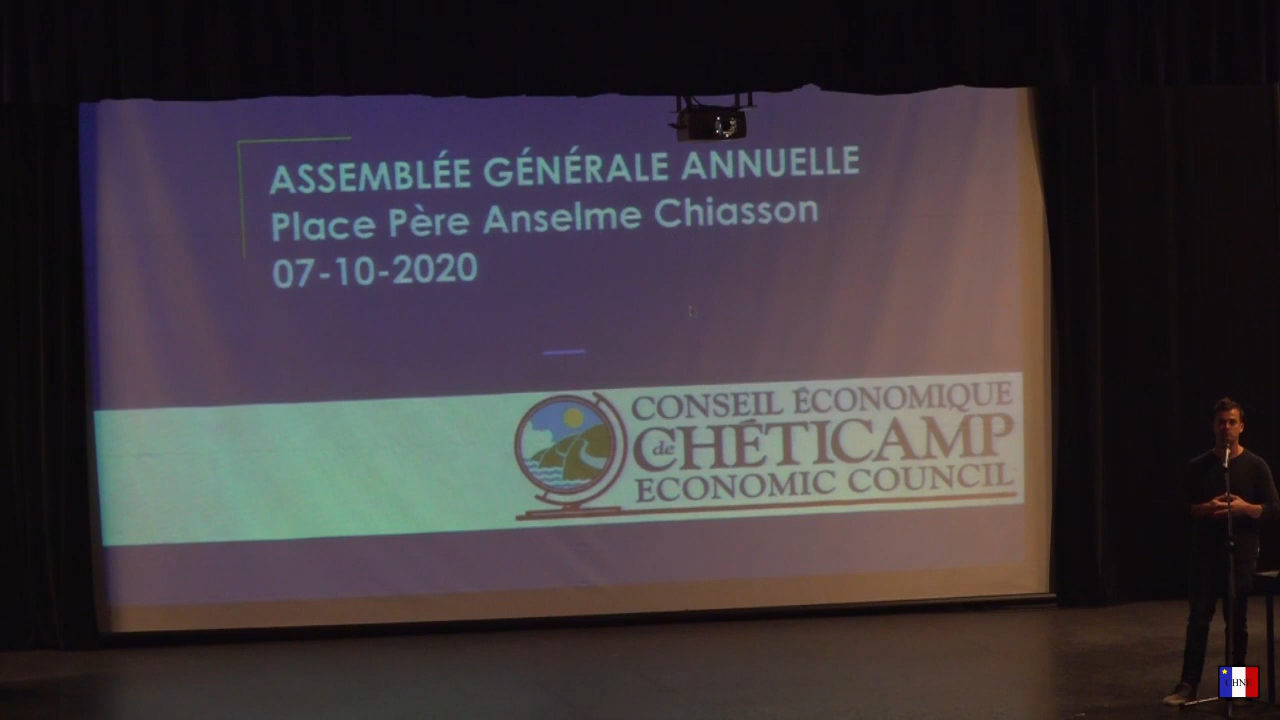 ASSEMBLÉE GÉNÉRALE ANNUELLE
Place Père Anselme Chiasson
07-10-2020
CONSEIL ÉCONOMIQUE
de CHÉTICAMP
ECONOMIC COUNCIL